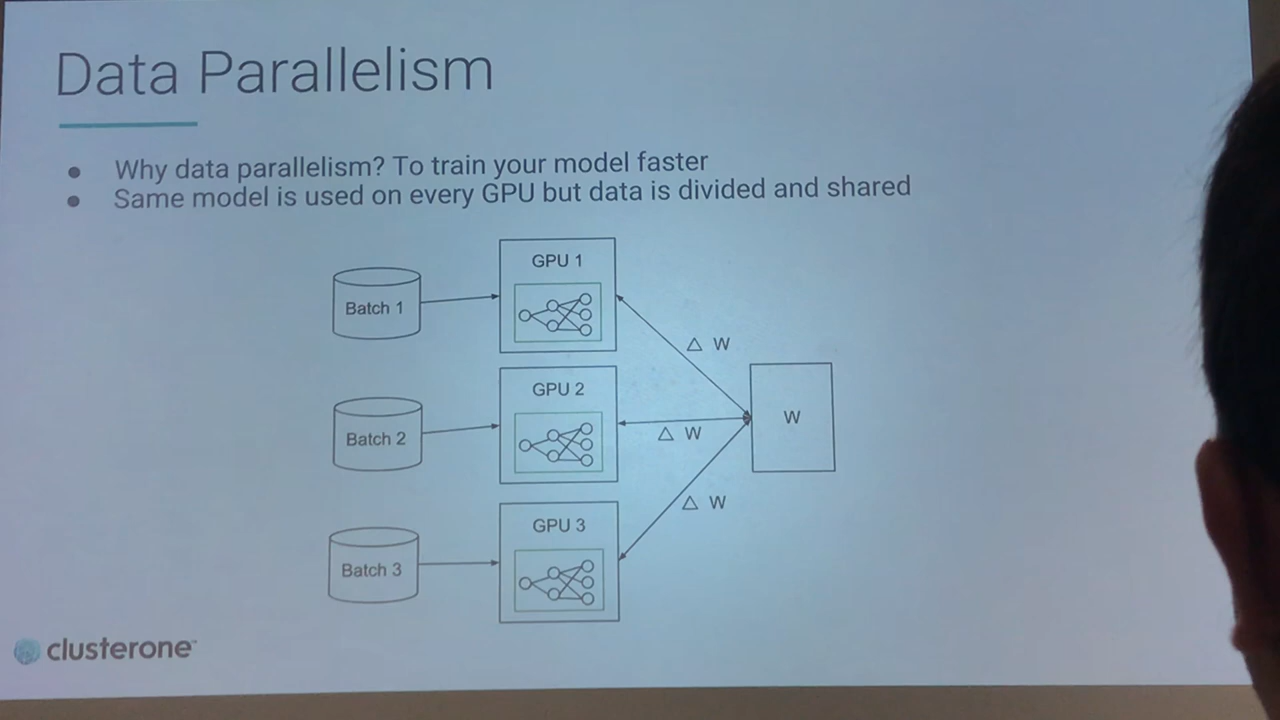 Data Parallelism
● Why data parallelism? To train your model faster
● Same model is used on every GPU but data is divided and shared
GPU 1
Batch 1
△ W
GPU 2
W
Batch 2
△ W
△ W
GPU 3
Batch 3
clusterone™